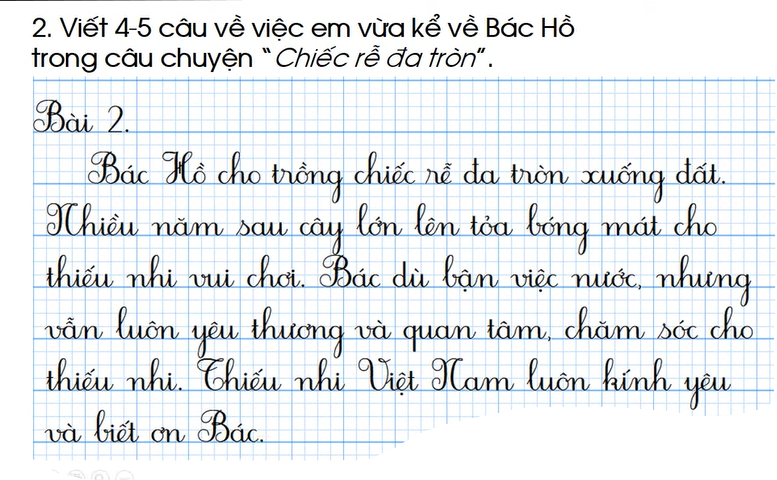 2. Viết 4-5 câu về việc em vừa kể về Bác Hồ
trong câu chuyện “Chiếc rễ đa tròn”.
Bài 2.
Bác Hồ cho trồng chiếc rễ đa tròn xuống đất.
Nhiều năm sau cây lớn lên tỏa bóng mát cho
thiếu nhi vui chơi. Bác dù bận việc nước, nhưng
vẫn luôn yêu thương và quan tâm, chăm sóc cho
thiếu nhi. Thiếu nhi Việt Nam luôn kính yêu
và biết ơn Bác.